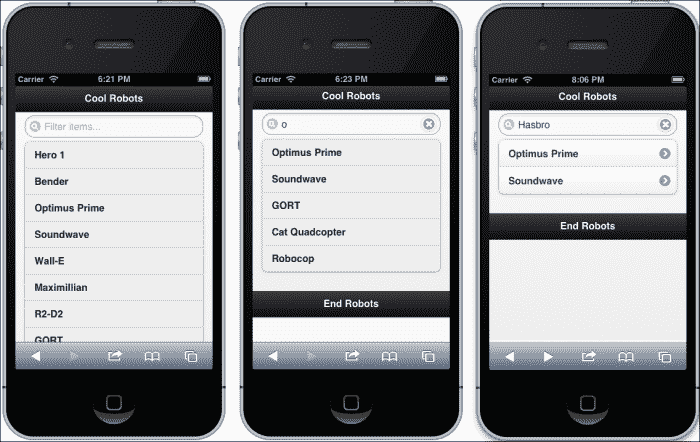 Carrier 6:21 PM
Cool Robots
Filter items...
Hero 1
Bender
Optimus Prime
Soundwave
Wall-E
Maximillian
R2-D2
GORT
Carrier 6:23 PM
Cool Robots
o
Optimus Prime
Soundwave
GORT
Cat Quadcopter
Robocop
End Robots
Carrier 8:06 PM
Cool Robots
Hasbro
Optimus Prime
Soundwave
End Robots